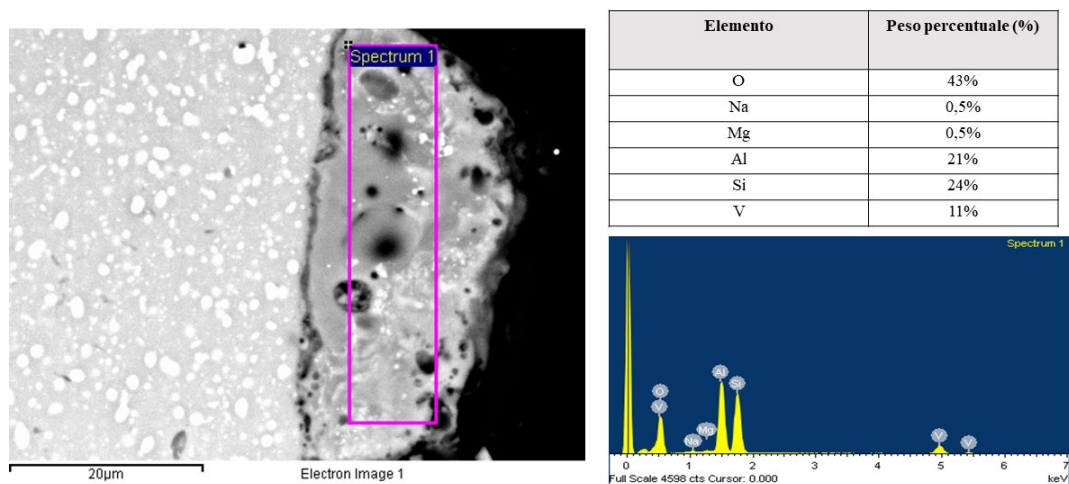 Spectrum 1
20µm
Electron Image 1
Elemento Peso percentuale (%)
O 43%
Na 0,5%
Mg 0,5%
Al 21%
Si 24%
V 11%
Spectrum 1
O
V
Na
Mg
Al
Si
V
V
0 1 2 3 4 5 6 7
Full Scale 4598 cts Cursor: 0.000 keV